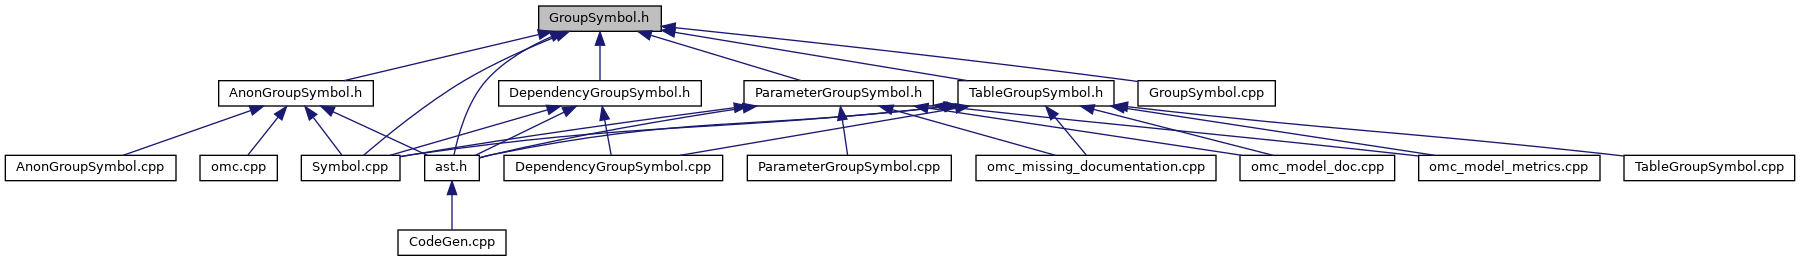 GroupSymbol.h
AnonGroupSymbol.h
DependencyGroupSymbol.h
ParameterGroupSymbol.h
TableGroupSymbol.h
GroupSymbol.cpp
AnonGroupSymbol.cpp
omc.cpp
Symbol.cpp
ast.h
DependencyGroupSymbol.cpp
ParameterGroupSymbol.cpp
omc_missing_documentation.cpp
omc_model_doc.cpp
omc_model_metrics.cpp
TableGroupSymbol.cpp
CodeGen.cpp